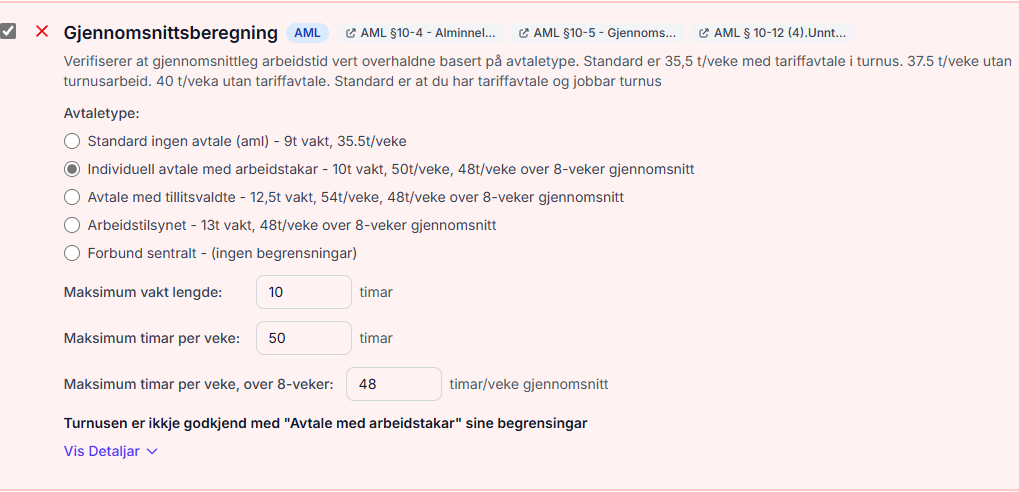 Gjennomsnittsberegning AML AML §10-4 - Alminnel... AML §10-5 - Gjennoms... AML § 10-12 (4).Unnt...
Verifiserer at gjennomsnittleg arbeidstid vert overhaldne basert på avtaletype. Standard er 35,5 t/veke med tariffavtale i turnus. 37.5 t/veke utan
turnusarbeid. 40 t/veka utan tariffavtale. Standard er at du har tariffavtale og jobbar turnus
Avtaletype:
Standard ingen avtale (aml) - 9t vakt, 35.5t/veke
Individuell avtale med arbeidstakar - 10t vakt, 50t/veke, 48t/veke over 8-veker gjennomsnitt
Avtale med tillitsvaldte - 12,5t vakt, 54t/veke, 48t/veke over 8-veker gjennomsnitt
Arbeidstilsynet - 13t vakt, 48t/veke over 8-veker gjennomsnitt
Forbund sentralt - (ingen begrensningar)
Maksimum vakt lengde: 10 timar
Maksimum timar per veke: 50 timar
Maksimum timar per veke, over 8-veker: 48 timar/veke gjennomsnitt
Turnusen er ikkje godkjend med "Avtale med arbeidstakar" sine begrensingar
Vis Detaljar